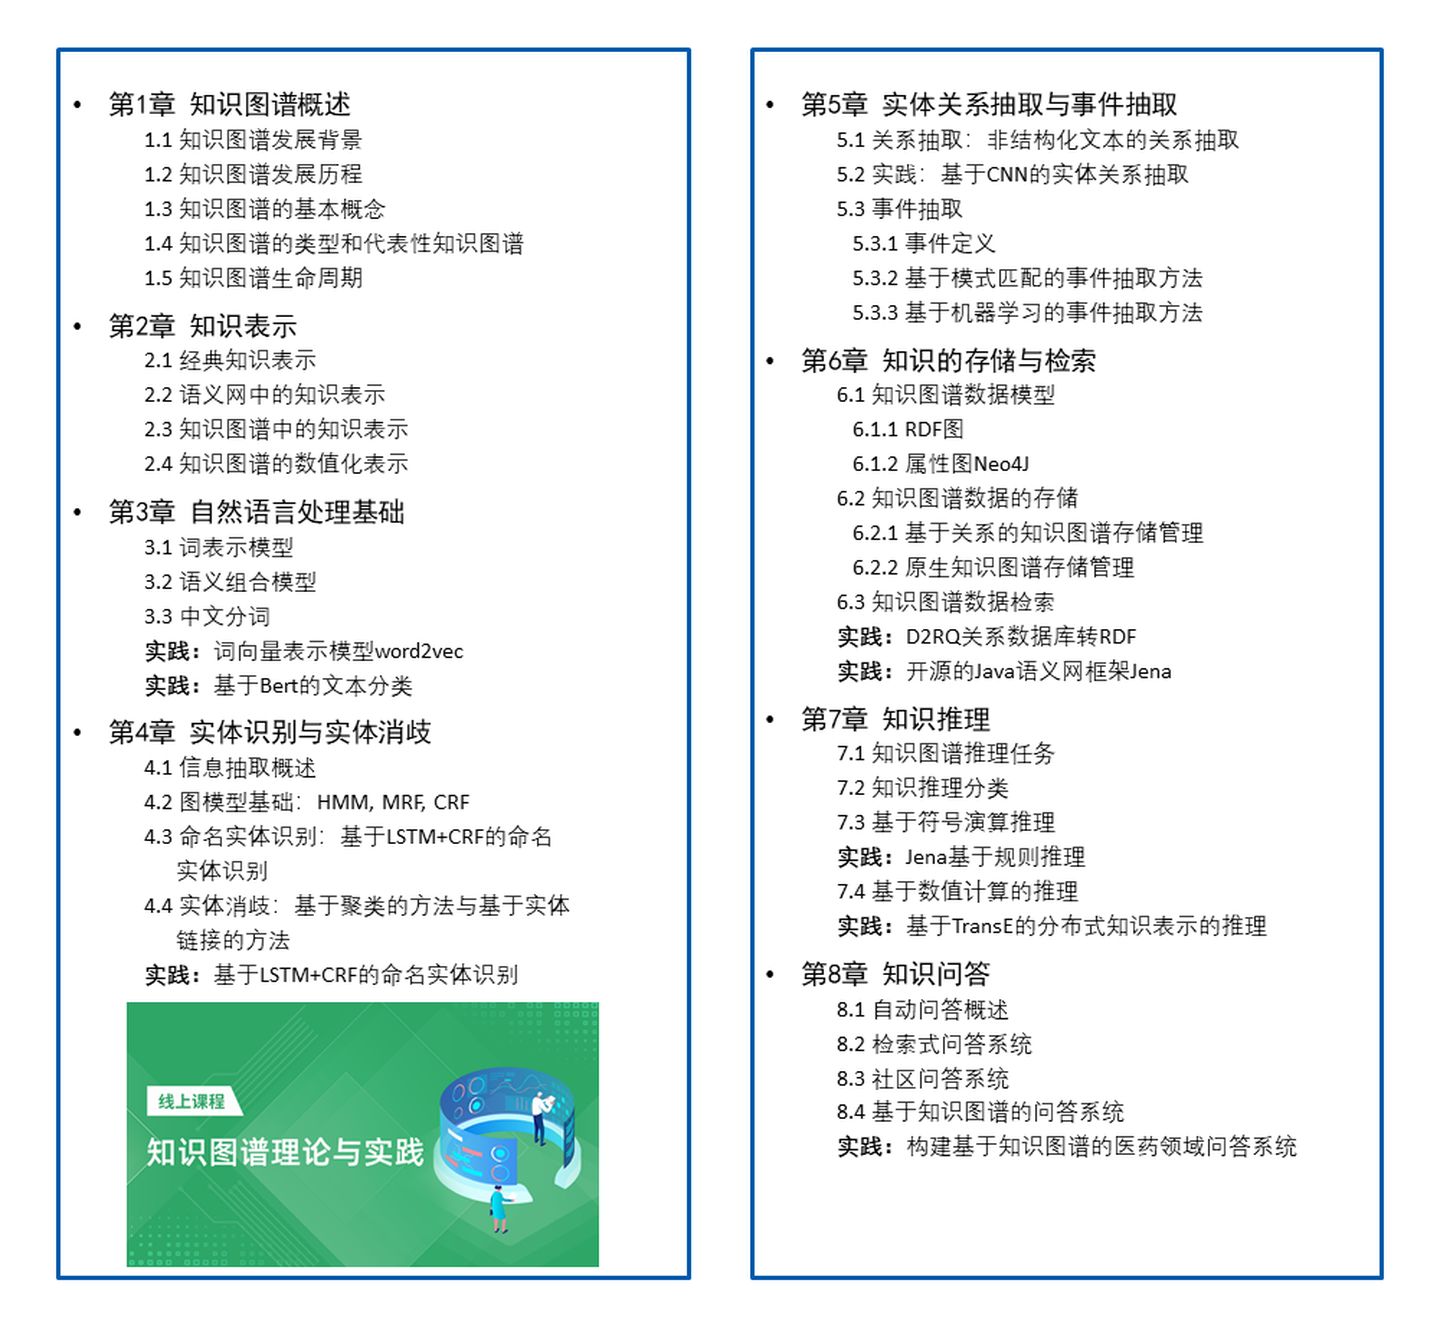 • 第1章 知识图谱概述
1.1 知识图谱发展背景
1.2 知识图谱发展历程
1.3 知识图谱的基本概念
1.4 知识图谱的类型和代表性知识图谱
1.5 知识图谱生命周期
• 第2章 知识表示
2.1 经典知识表示
2.2 语义网中的知识表示
2.3 知识图谱中的知识表示
2.4 知识图谱的数值化表示
• 第3章 自然语言处理基础
3.1 词表示模型
3.2 语义组合模型
3.3 中文分词
实践：词向量表示模型word2vec
实践：基于Bert的文本分类
• 第4章 实体识别与实体消歧
4.1 信息抽取概述
4.2 图模型基础：HMM, MRF, CRF
4.3 命名实体识别：基于LSTM+CRF的命名
实体识别
4.4 实体消歧：基于聚类的方法与基于实体
链接的方法
实践：基于LSTM+CRF的命名实体识别
线上课程
知识图谱理论与实践
• 第5章 实体关系抽取与事件抽取
5.1 关系抽取：非结构化文本的关系抽取
5.2 实践：基于CNN的实体关系抽取
5.3 事件抽取
5.3.1 事件定义
5.3.2 基于模式匹配的事件抽取方法
5.3.3 基于机器学习的事件抽取方法
• 第6章 知识的存储与检索
6.1 知识图谱数据模型
6.1.1 RDF图
6.1.2 属性图Neo4J
6.2 知识图谱数据的存储
6.2.1 基于关系的知识图谱存储管理
6.2.2 原生知识图谱存储管理
6.3 知识图谱数据检索
实践：D2RQ关系数据库转RDF
实践：开源的Java语义网框架Jena
• 第7章 知识推理
7.1 知识图谱推理任务
7.2 知识推理分类
7.3 基于符号演算推理
实践：Jena基于规则推理
7.4 基于数值计算的推理
实践：基于TransE的分布式知识表示的推理
• 第8章 知识问答
8.1 自动问答概述
8.2 检索式问答系统
8.3 社区问答系统
8.4 基于知识图谱的问答系统
实践：构建基于知识图谱的医药领域问答系统